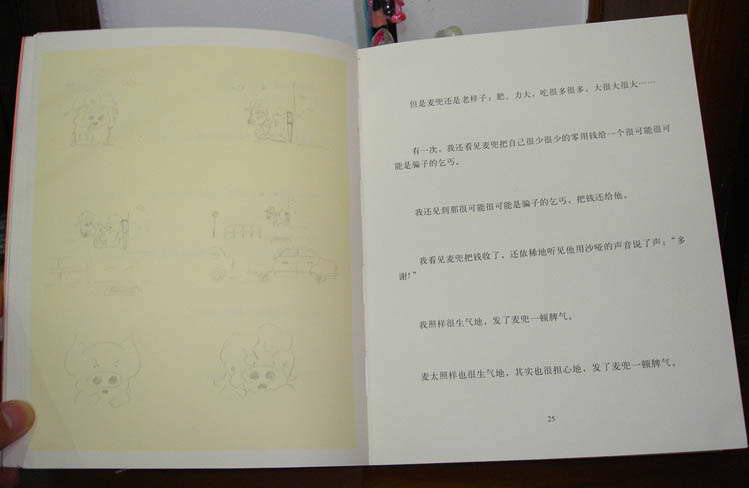 但是麦兜还是老样子：肥、力大、吃很多很多、大很大很大……
有一次，我还看见麦兜把自己很少很少的零用钱给一个很可能很可
能是骗子的乞丐。
我还见到那很可能很可能是骗子的乞丐，把钱还给他。
我看见麦兜把钱收了，还依稀地听见他用沙哑的声音说了声：“多
谢！”
我照样很生气地，发了麦兜一顿脾气。
麦太照样也很生气地，其实也很担心地，发了麦兜一顿脾气。
25